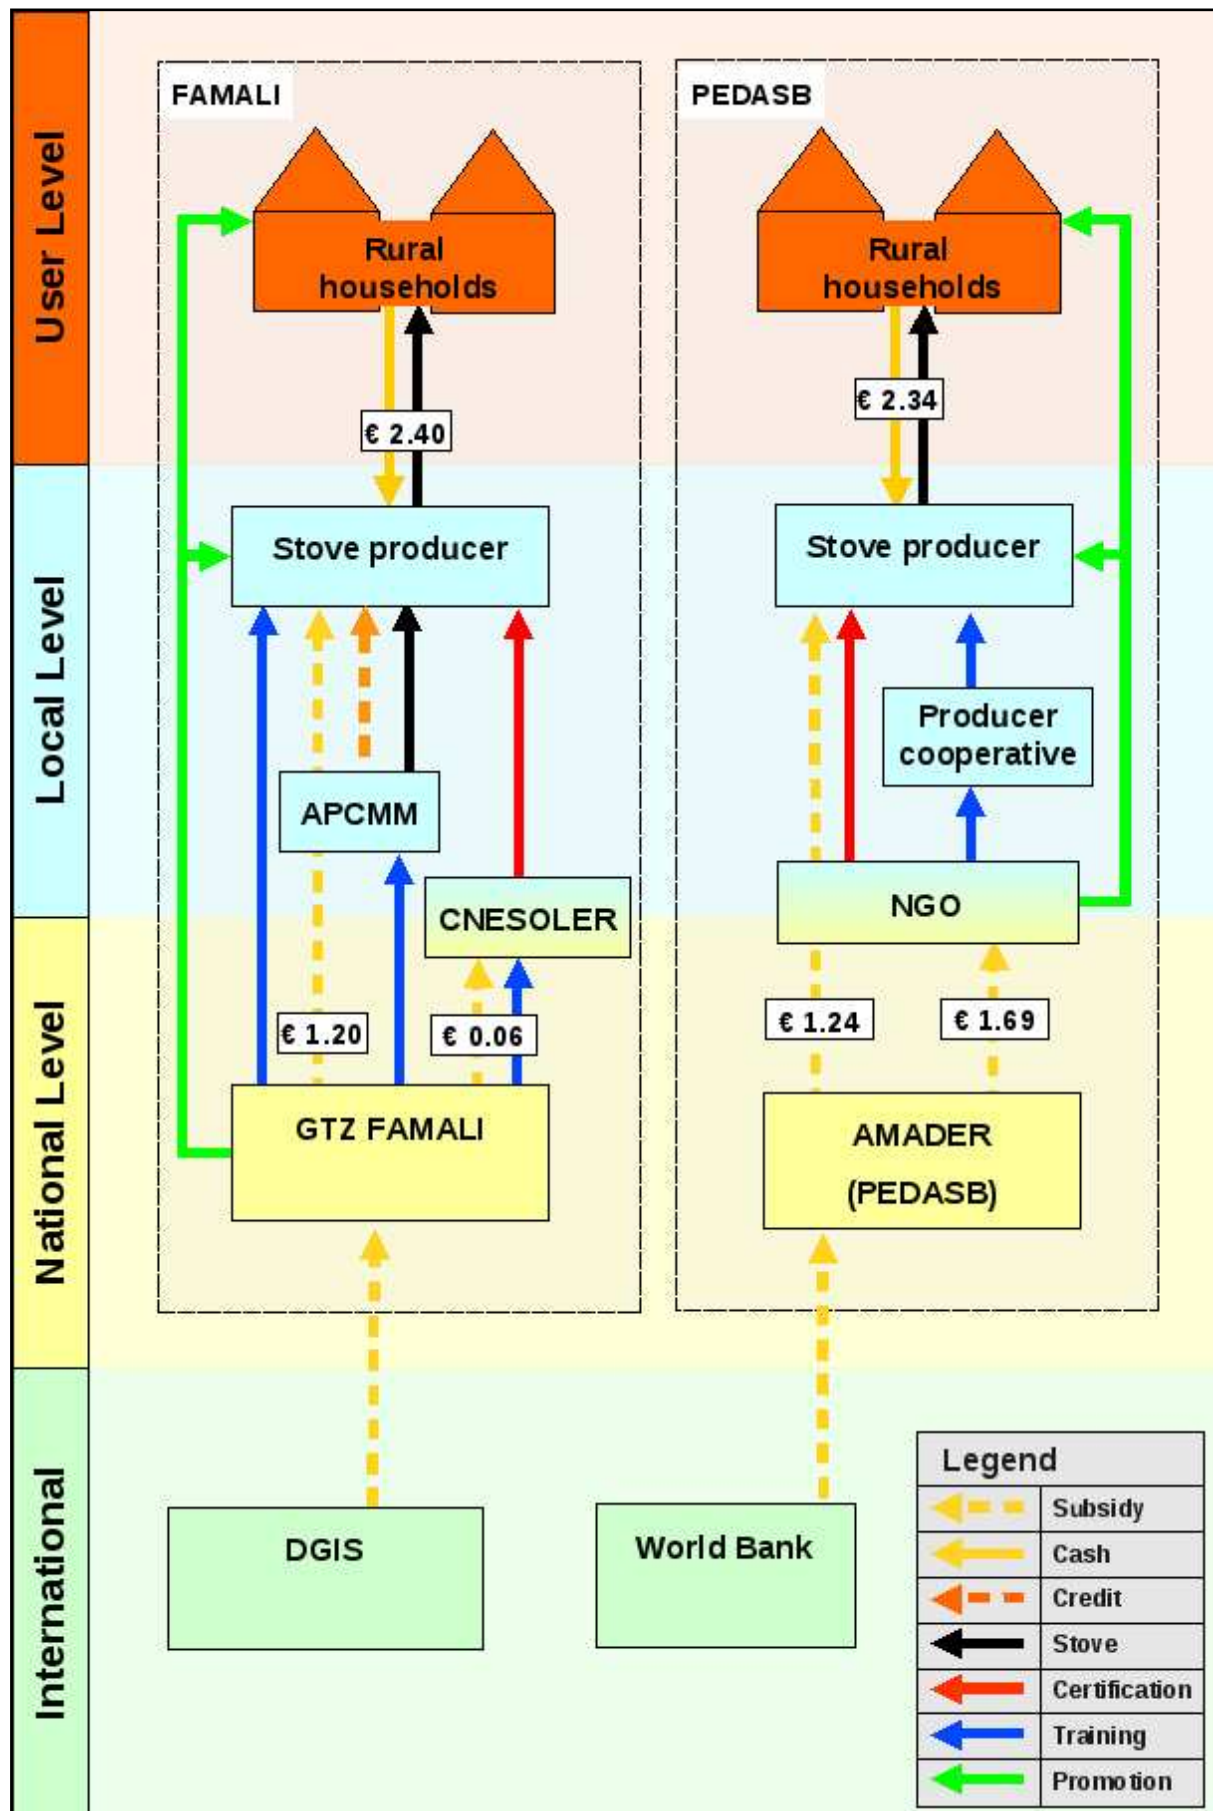 User Level
Local Level
National Level
International
FAMALI
Rural
households
€ 2.40
Stove producer
APCMM
CNESOLER
€ 1.20
€ 0.06
GTZ FAMALI
DGIS
PEDASB
Rural
households
€ 2.34
Stove producer
Producer
cooperative
NGO
€ 1.24
€ 1.69
AMADER
(PEDASB)
World Bank
Legend
Subsidy
Cash
Credit
Stove
Certification
Training
Promotion